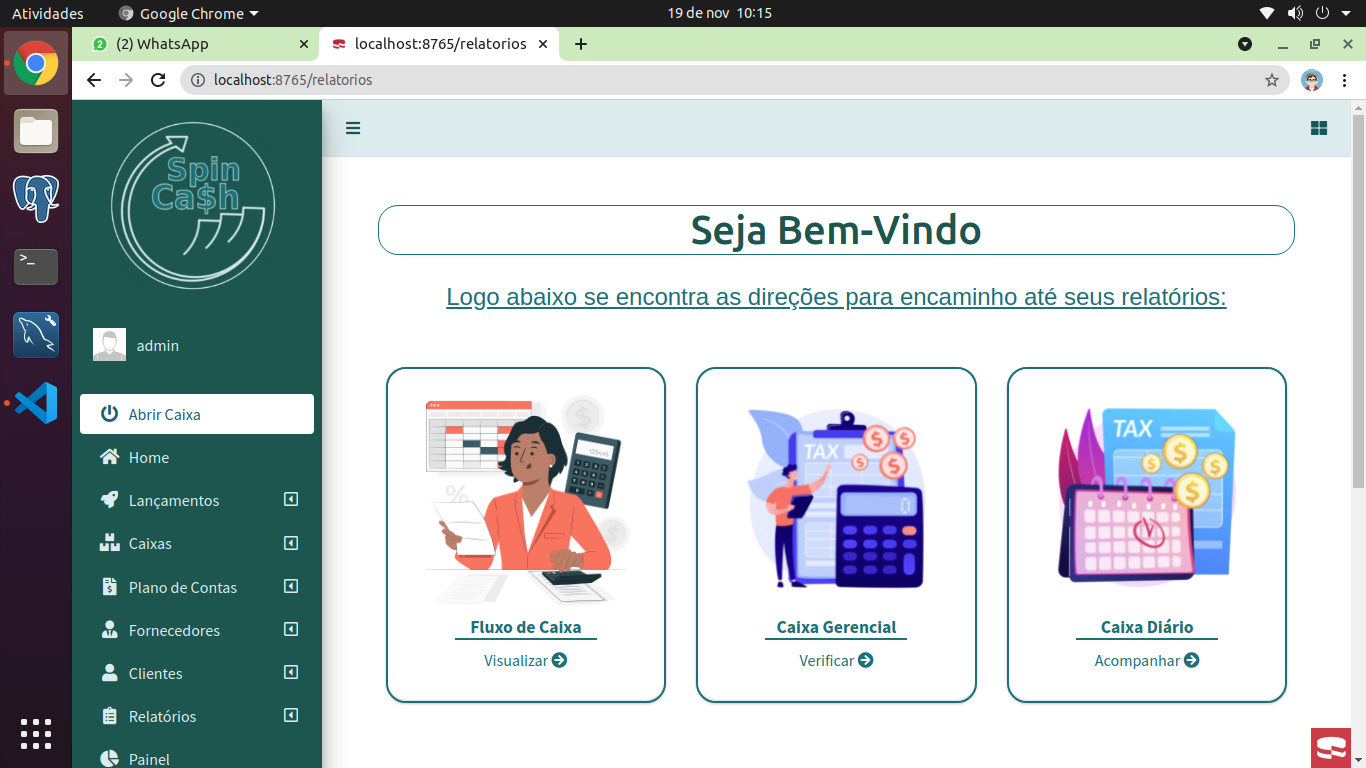 Atividades
Google Chrome
19 de nov 10:15
2
(2) WhatsApp
localhost:8765/relatorios
localhost:8765/relatorios
Spin
Ca$h
admin
Abrir Caixa
Home
Lançamentos
Caixas
Plano de Contas
Fornecedores
Clientes
Relatórios
Painel
Seja Bem-Vindo
Logo abaixo se encontra as direções para encaminho até seus relatórios:
TAX
TAX
Fluxo de Caixa
Caixa Gerencial
Caixa Diário
Visualizar
Verificar
Acompanhar